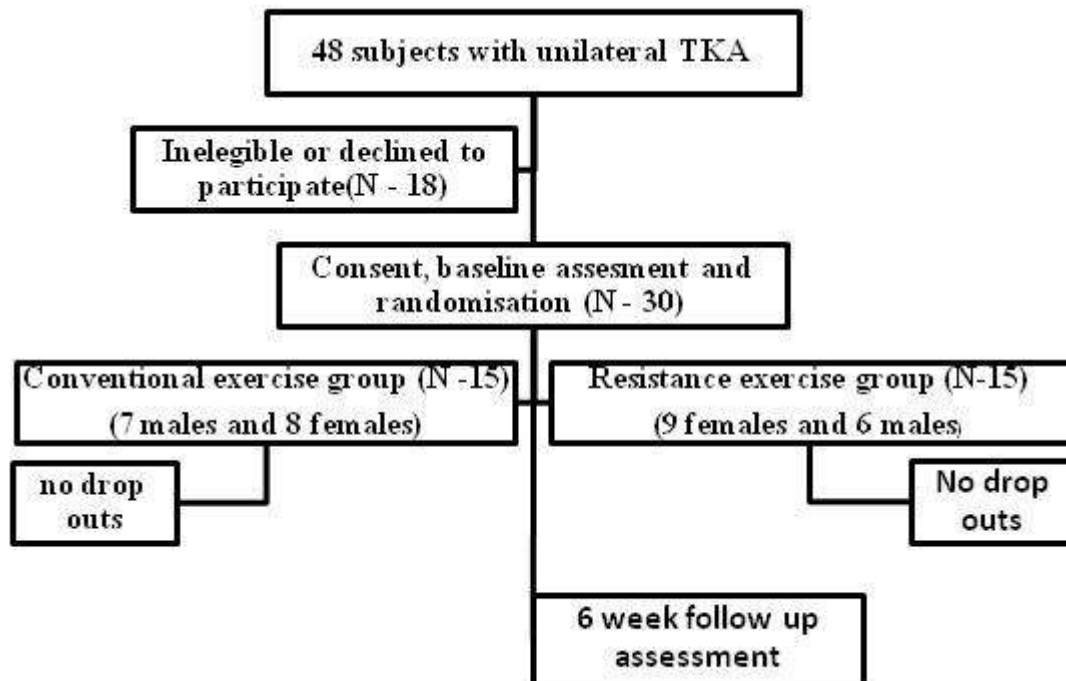 48 subjects with unilateral TKA
Inelegible or declined to
participate(N - 18)
Consent, baseline assesment and
randomisation (N - 30)
Conventional exercise group (N -15)
(7 males and 8 females)
Resistance exercise group (N-15)
(9 females and 6 males)
no drop
outs
No drop
outs
6 week follow up
assessment